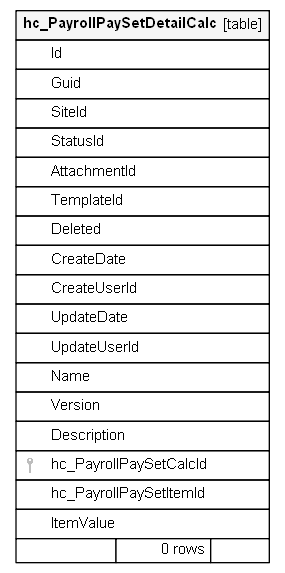 hc_PayrollPaySetDetailCalc [table]
Id
Guid
SiteId
StatusId
AttachmentId
TemplateId
Deleted
CreateDate
CreateUserId
UpdateDate
UpdateUserId
Name
Version
Description
hc_PayrollPaySetCalcId
hc_PayrollPaySetItemId
ItemValue
0 rows